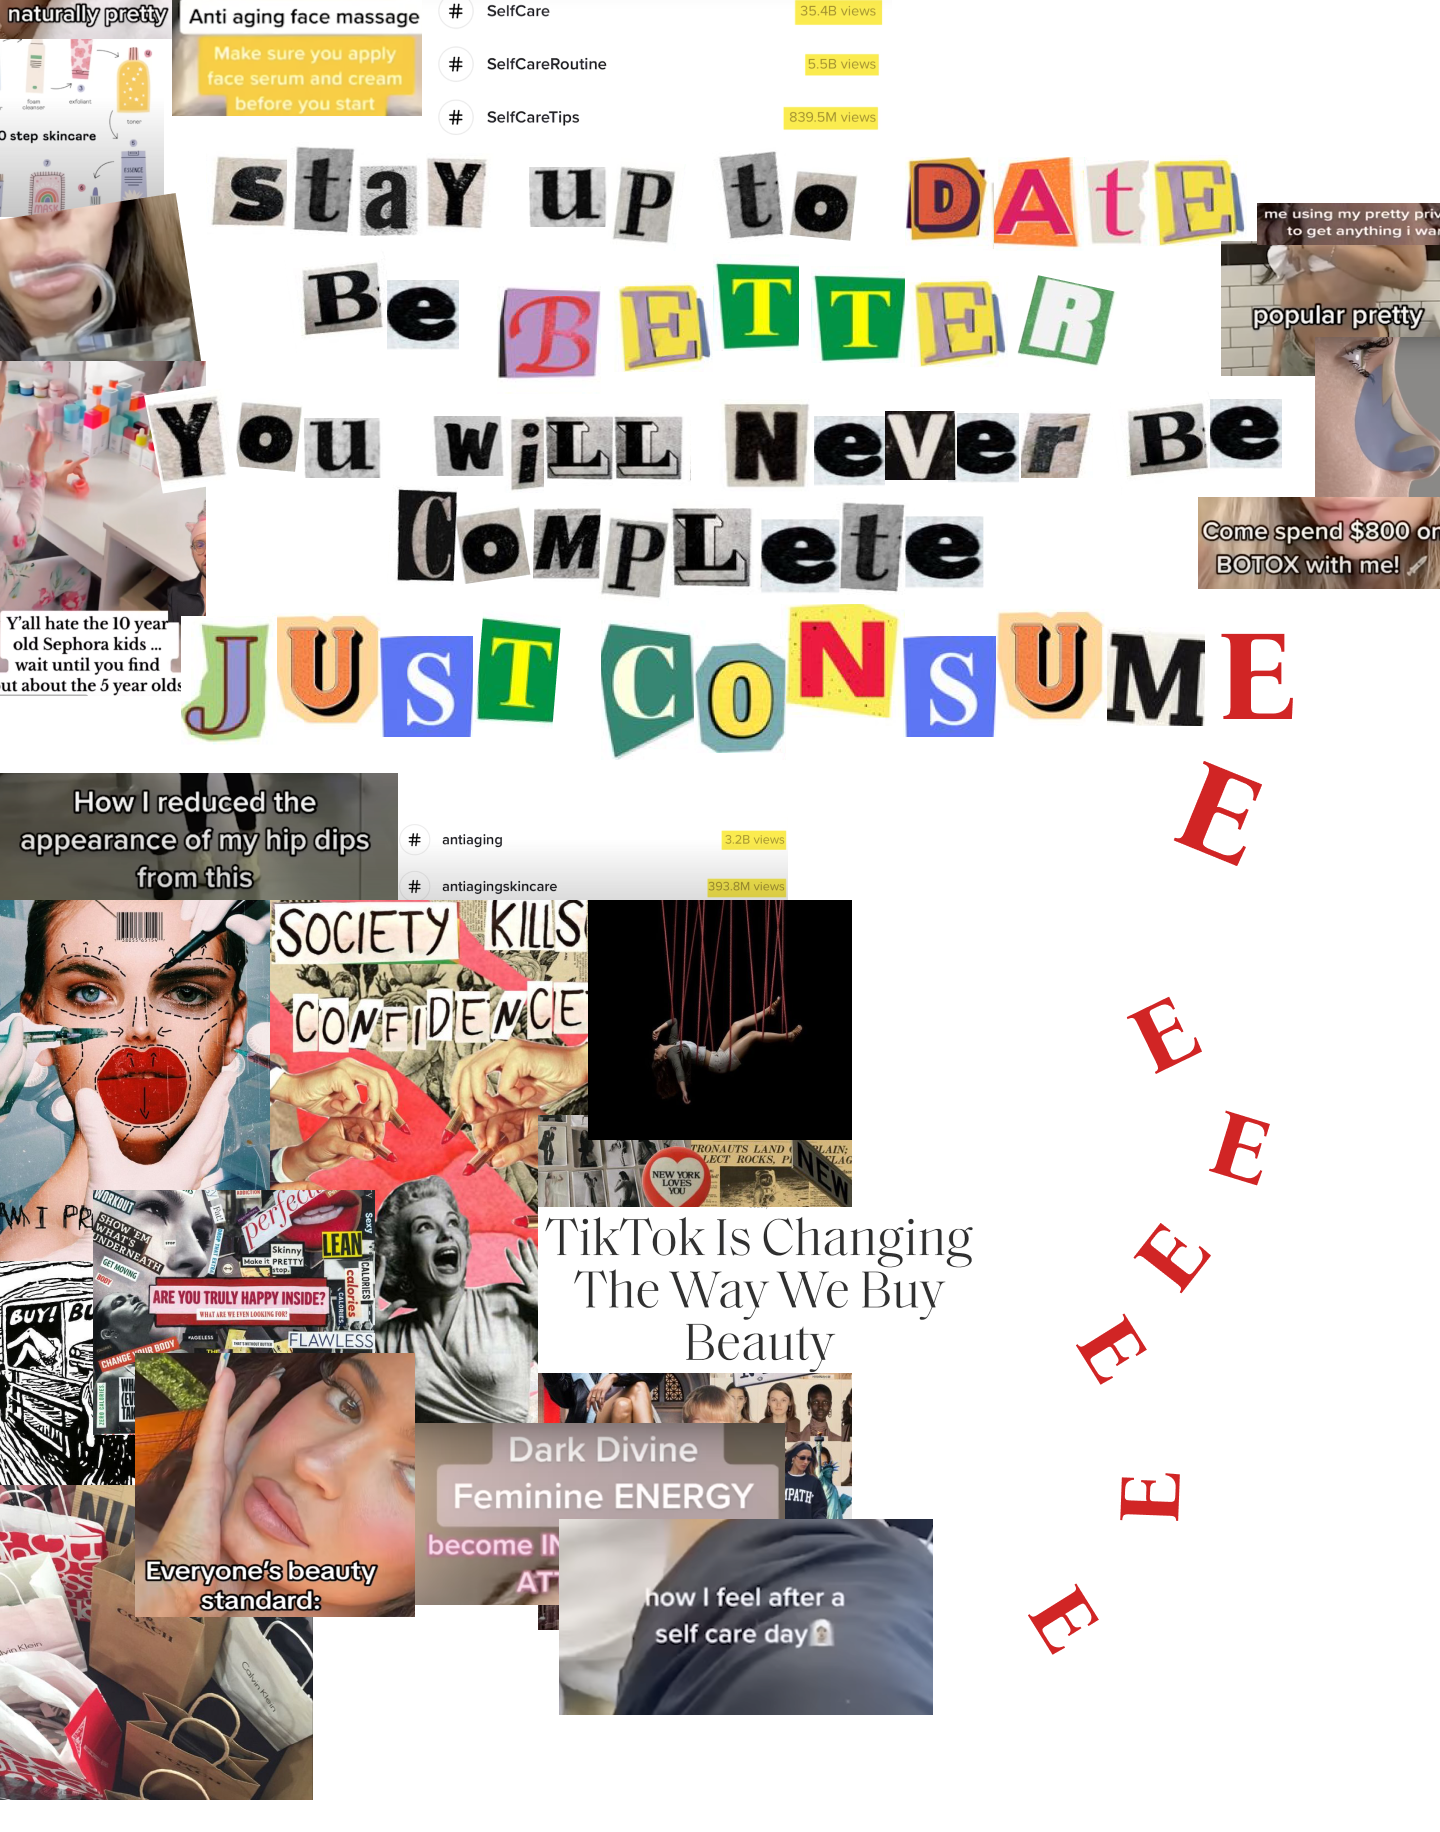 naturally pretty
Anti aging face massage
Make sure you apply
face serum and cream
before you start
# SelfCare 35.4B views
# SelfCareRoutine 5.5B views
# SelfCareTips 839.5M views
foam
cleanser
exfoliant
toner
0 step skincare
ESSENCE
MASK
stAY uP to DAtE
Be BETTER
You wiLL NeVer Be
CoMPLete
JUST CONSUME
E
E
E
E
E
E
E
me using my pretty priv
to get anything i wa
popular pretty
Come spend $800 on
BOTOX with me!
Y'all hate the 10 year
old Sephora kids ...
wait until you find
ut about the 5 year olds
How I reduced the
appearance of my hip dips
from this
# antiaging 3.2B views
# antiagingskincare 393.8M views
SOCIETY KILLS
CONFIDENCE
AM I PR
WORKOUT
SHOW 'EM
WHAT'S
UNDERNEATH
GET MOVING
BODY
perfect
Sexy
Skinny
Make it PRETTY
stop.
LEAN
calories
CALORIES
ARE YOU TRULY HAPPY INSIDE?
WHAT ARE WE EVEN LOOKING FOR?
#AGELESS
FLAWLESS
CHANGE YOUR BODY
ZERO CALORIES
BUY! BU
NEW YORK
LOVES
YOU
TRONAUTS LAND PLAIN;
LECT ROCKS, P FLAG
NEW
TikTok Is Changing
The Way We Buy
Beauty
MPATH
Dark Divine
Feminine ENERGY
become IN
ATT
Everyone's beauty
standard:
how I feel after a
self care day
COACH
Calvin Klein
Calvin Klein